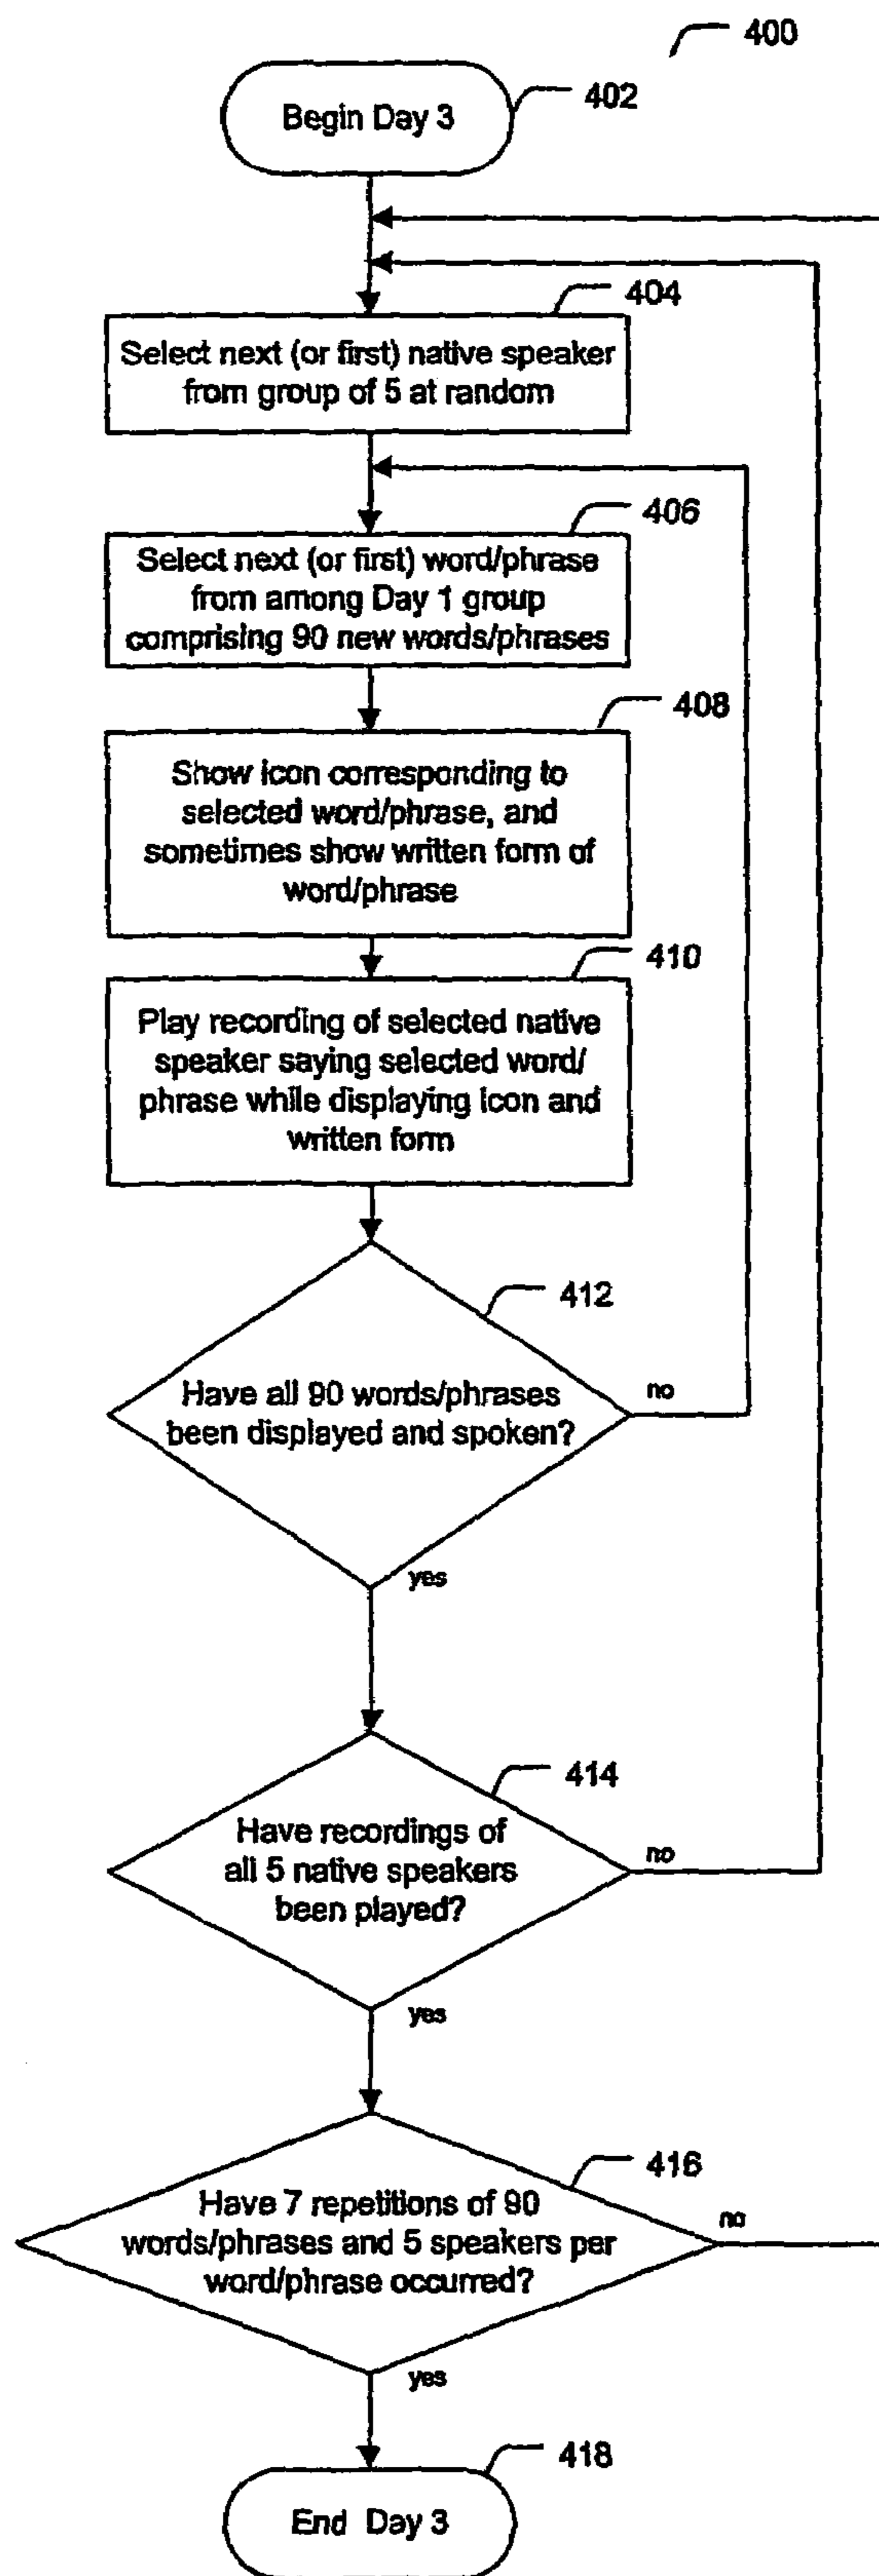 400
Begin Day 3
402
404
Select next (or first) native speaker
from group of 5 at random
406
Select next (or first) word/phrase
from among Day 1 group
comprising 90 new words/phrases
408
Show icon corresponding to
selected word/phrase, and
sometimes show written form of
word/phrase
410
Play recording of selected native
speaker saying selected word/
phrase while displaying icon and
written form
412
Have all 90 words/phrases
been displayed and spoken?
no
yes
414
Have recordings of
all 5 native speakers
been played?
no
yes
416
Have 7 repetitions of 90
words/phrases and 5 speakers per
word/phrase occurred?
no
yes
418
End Day 3